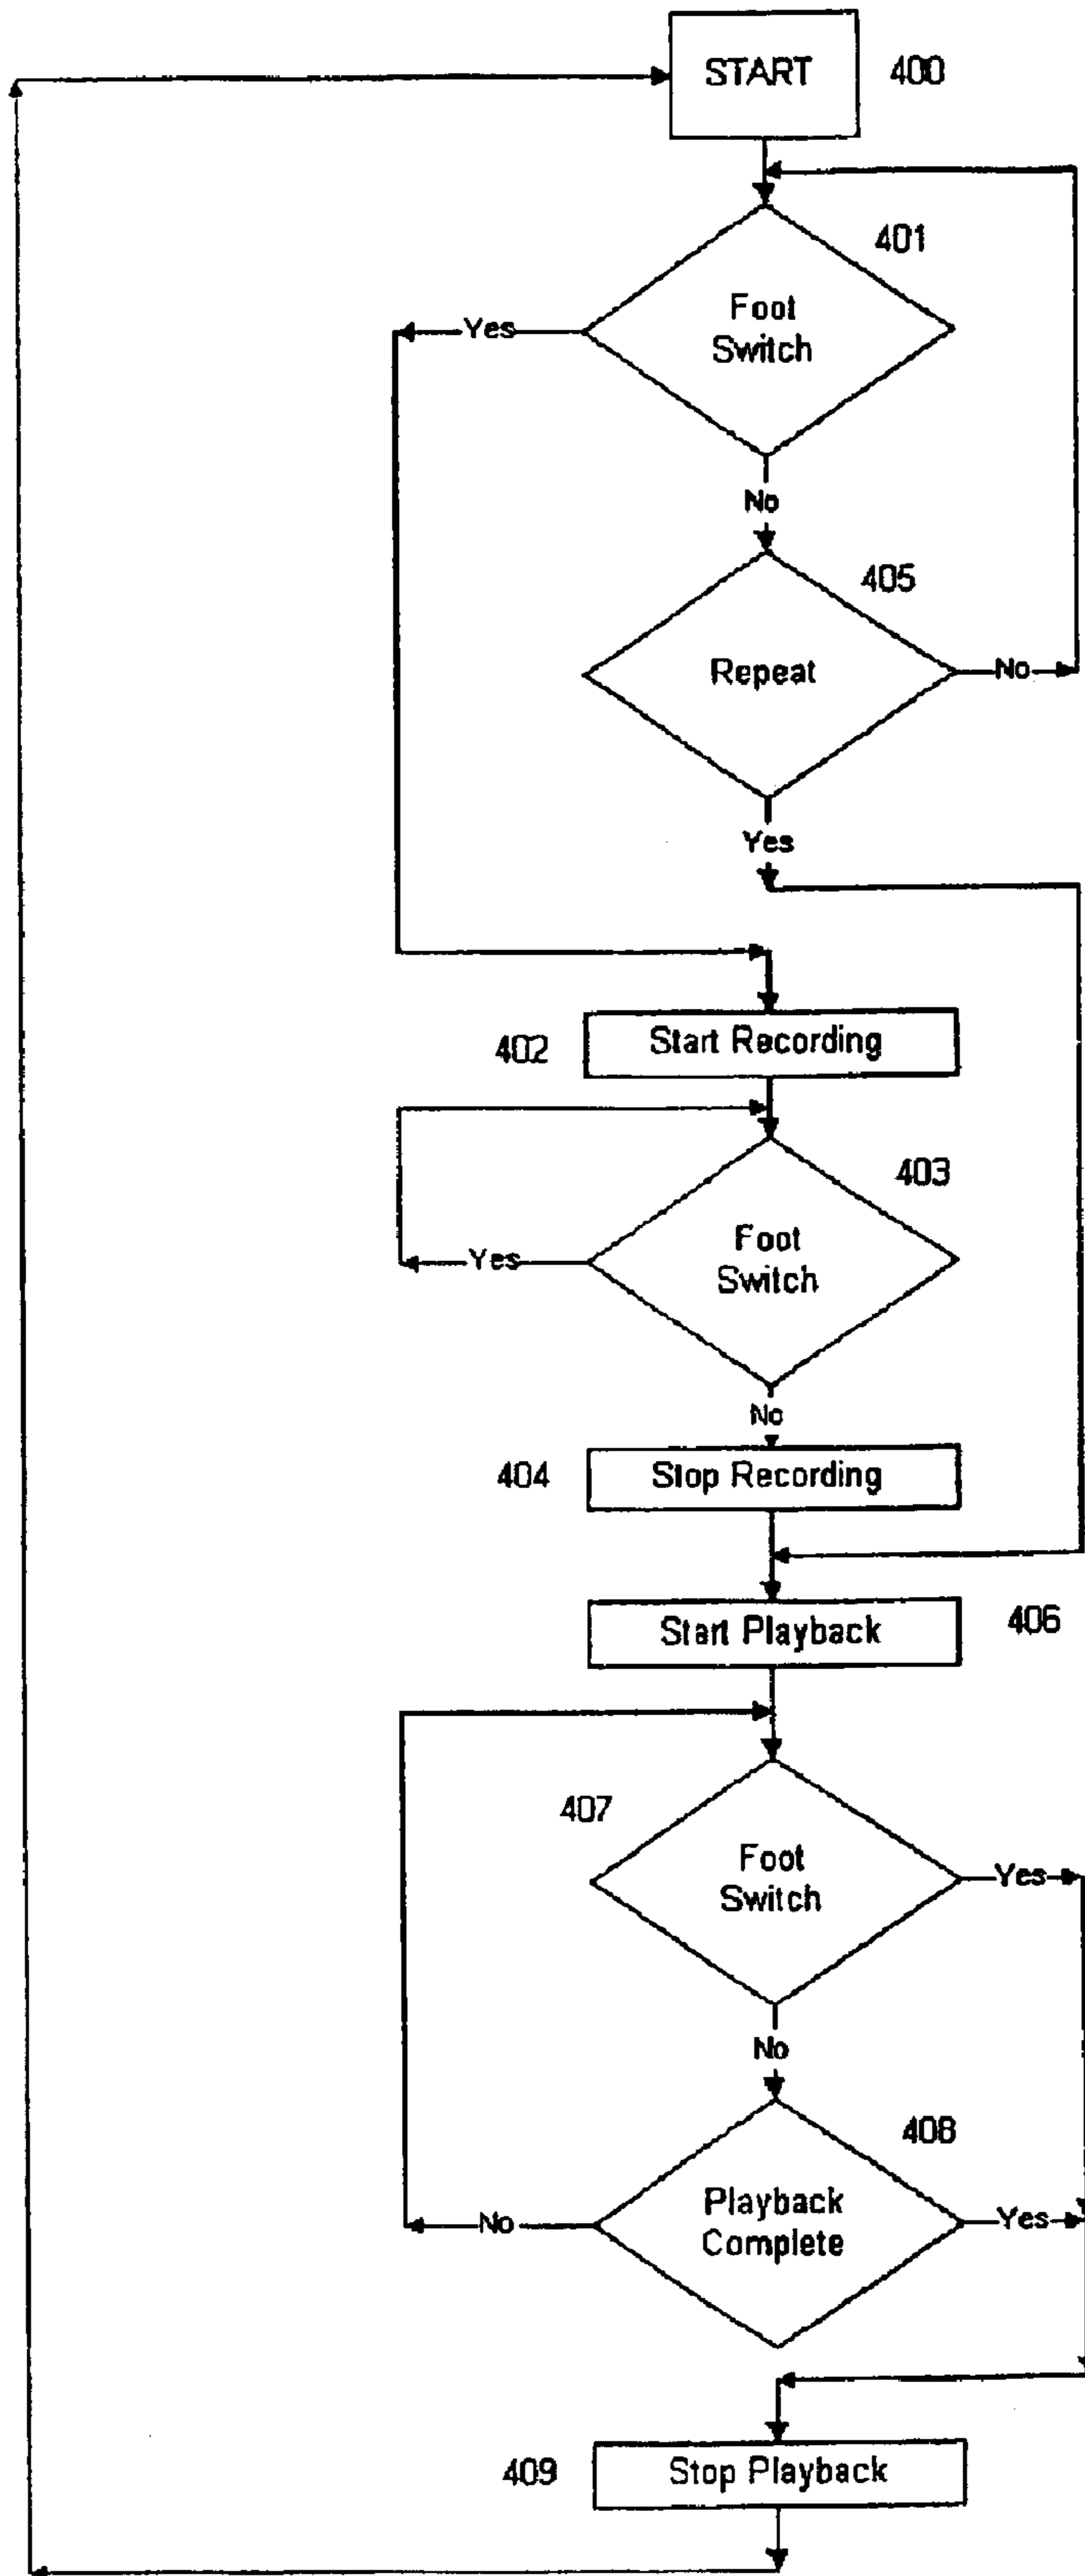 START
400
401
Foot
Switch
Yes
No
405
Repeat
No
Yes
402
Start Recording
403
Foot
Switch
Yes
No
404
Stop Recording
Start Playback
406
407
Foot
Switch
Yes
No
408
Playback
Complete
No
Yes
409
Stop Playback